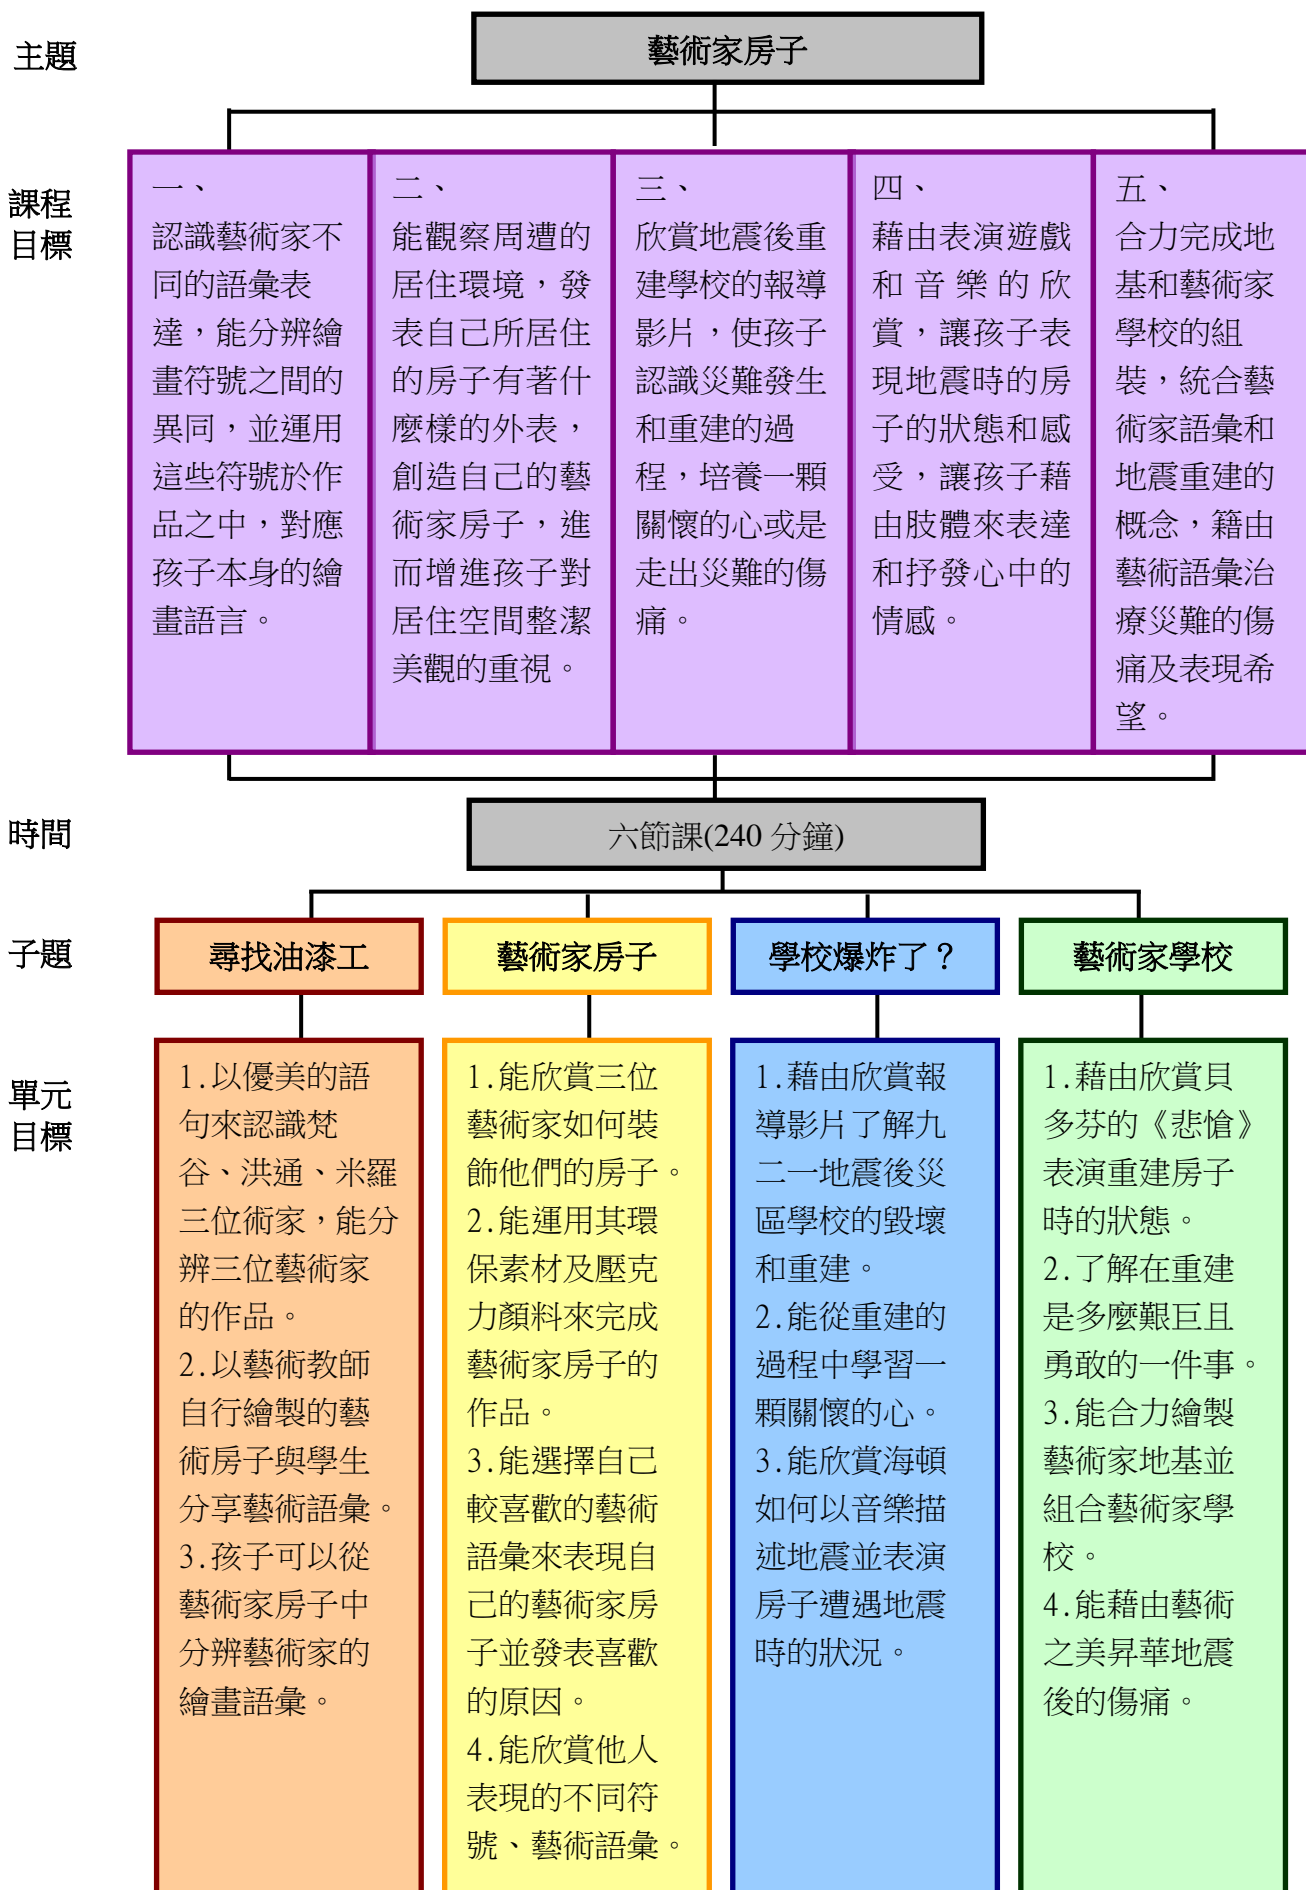 主題
藝術家房子
課程
目標
一、
認識藝術家不
同的語彙表
達，能分辨繪
畫符號之間的
異同，並運用
這些符號於作
品之中，對應
孩子本身的繪
畫語言。
二、
能觀察周遭的
居住環境，發
表自己所居住
的房子有著什
麼樣的外表，
創造自己的藝
術家房子，進
而增進孩子對
居住空間整潔
美觀的重視。
三、
欣賞地震後重
建學校的報導
影片，使孩子
認識災難發生
和重建的過
程，培養一顆
關懷的心或是
走出災難的傷
痛。
四、
藉由表演遊戲
和音樂的欣
賞，讓孩子表
現地震時的房
子的狀態和感
受，讓孩子藉
由肢體來表達
和抒發心中的
情感。
五、
合力完成地
基和藝術家
學校的組
裝，統合藝
術家語彙和
地震重建的
概念，籍由
藝術語彙治
療災難的傷
痛及表現希
望。
時間
六節課(240 分鐘)
子題
尋找油漆工
藝術家房子
學校爆炸了？
藝術家學校
單元
目標
1.以優美的語
句來認識梵
谷、洪通、米羅
三位術家，能分
辨三位藝術家
的作品。
2.以藝術教師
自行繪製的藝
術房子與學生
分享藝術語彙。
3.孩子可以從
藝術家房子中
分辨藝術家的
繪畫語彙。
1.能欣賞三位
藝術家如何裝
飾他們的房子。
2.能運用其環
保素材及壓克
力顏料來完成
藝術家房子的
作品。
3.能選擇自己
較喜歡的藝術
語彙來表現自
己的藝術家房
子並發表喜歡
的原因。
4.能欣賞他人
表現的不同符
號、藝術語彙。
1.藉由欣賞報
導影片了解九
二一地震後災
區學校的毀壞
和重建。
2.能從重建的
過程中學習一
顆關懷的心。
3.能欣賞海頓
如何以音樂描
述地震並表演
房子遭遇地震
時的狀況。
1.藉由欣賞貝
多芬的《悲愴》
表演重建房子
時的狀態。
2.了解在重建
是多麼艱巨且
勇敢的一件事。
3.能合力繪製
藝術家地基並
組合藝術家學
校。
4.能藉由藝術
之美昇華地震
後的傷痛。